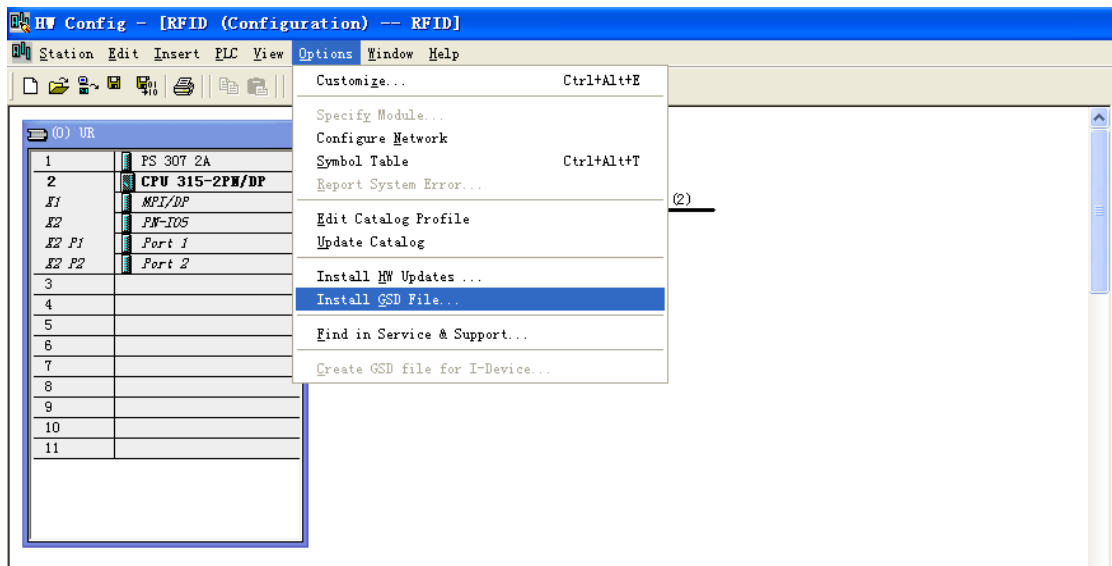 HW Config - [RFID (Configuration) -- RFID]
Station Edit Insert PLC View Options Window Help
Customize... Ctrl+Alt+E
Specify Module...
Configure Network
Symbol Table Ctrl+Alt+T
Report System Error...
Edit Catalog Profile
Update Catalog
Install HW Updates ...
Install GSD File...
Find in Service & Support...
Create GSD file for I-Device...
(0) UR
1 PS 307 2A
2 CPU 315-2PN/DP
X1 MPI/DP
X2 PN-IO5
X2 P1 Port 1
X2 P2 Port 2
3
4
5
6
7
8
9
10
11
(2)